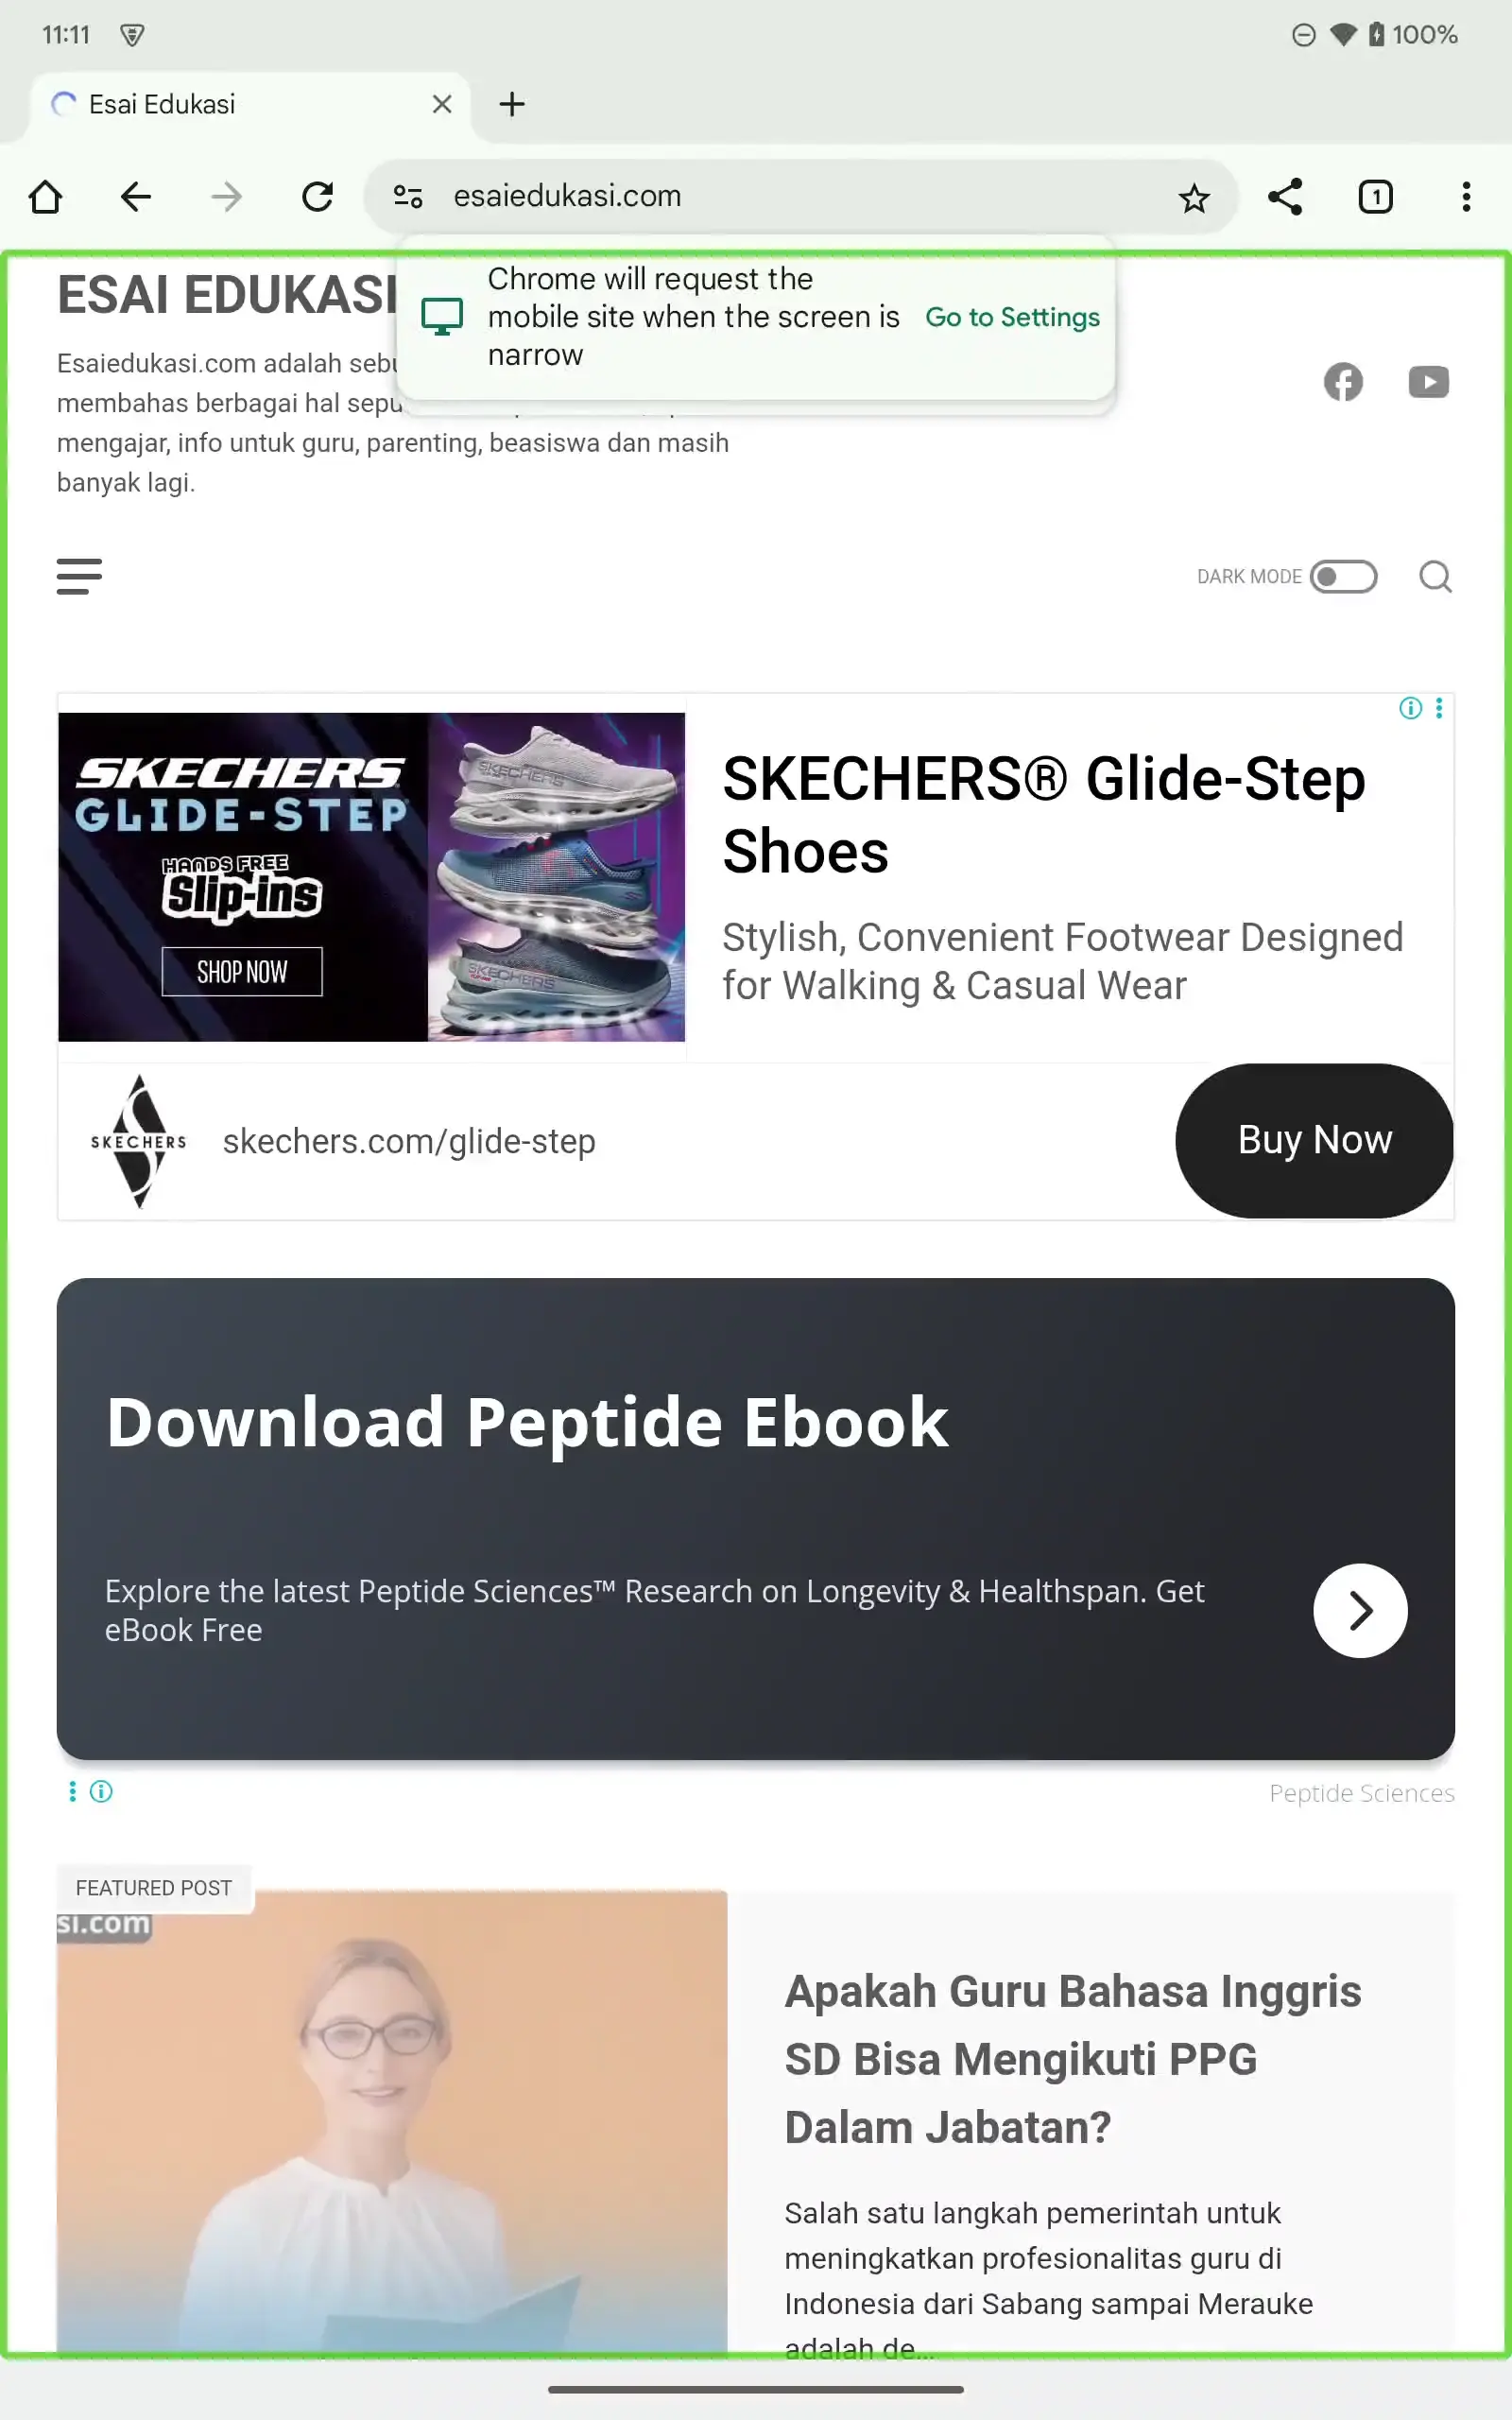 11:11
100%
Esai Edukasi
esaiedukasi.com
1
Chrome will request the
mobile site when the screen is
narrow
Go to Settings
ESAI EDUKASI
Esaiedukasi.com adalah
membahas berbagai hal
mengajar, info untuk guru, parenting, beasiswa dan masih
banyak lagi.
DARK MODE
SKECHERS
GLIDE-STEP
HANDS FREE
Slip-ins
SHOP NOW
SKECHERS
SKECHERS
SKECHERS® Glide-Step
Shoes
Stylish, Convenient Footwear Designed
for Walking & Casual Wear
SKECHERS
skechers.com/glide-step
Buy Now
Download Peptide Ebook
Explore the latest Peptide Sciences™ Research on Longevity & Healthspan. Get
eBook Free
Peptide Sciences
FEATURED POST
si.com
Apakah Guru Bahasa Inggris
SD Bisa Mengikuti PPG
Dalam Jabatan?
Salah satu langkah pemerintah untuk
meningkatkan profesionalitas guru di
Indonesia dari Sabang sampai Merauke
adalah de...